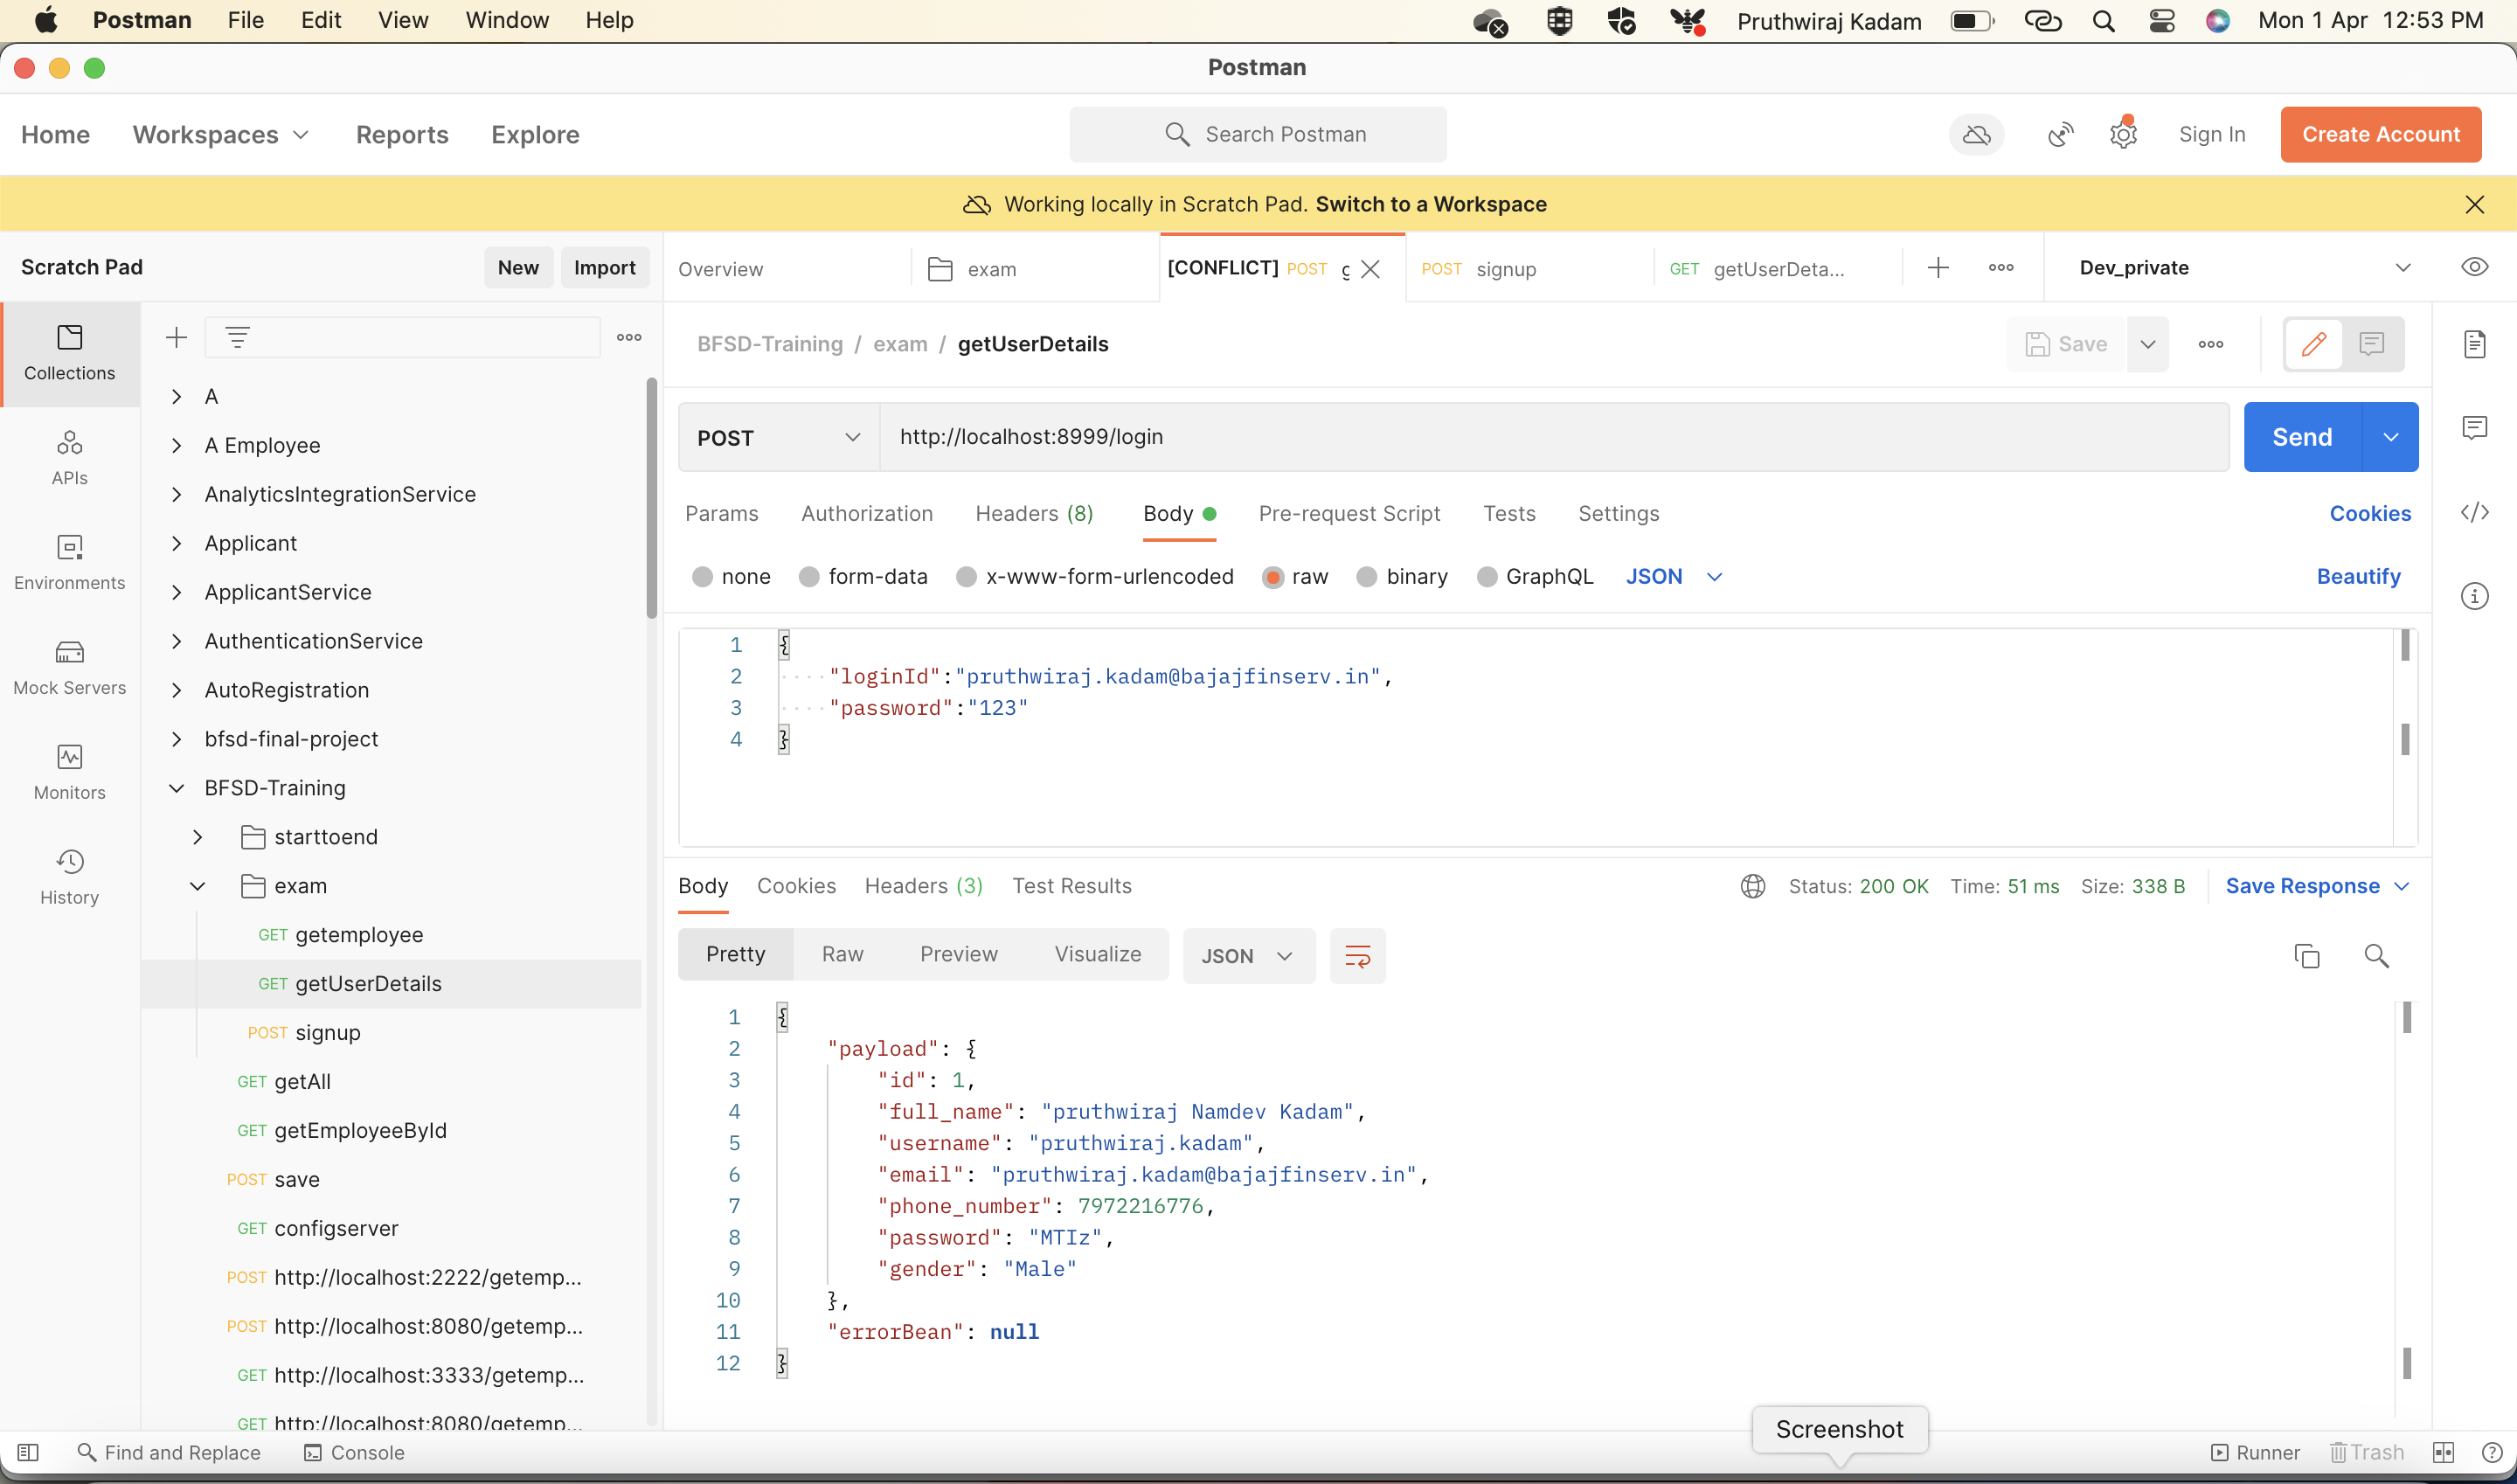 Postman File Edit View Window Help Pruthwiraj Kadam Mon 1 Apr 12:53 PM
Postman
Home Workspaces Reports Explore Search Postman Sign In Create Account
Working locally in Scratch Pad. Switch to a Workspace
Scratch Pad New Import Overview exam [CONFLICT] POST g POST signup GET getUserDeta... Dev_private
Collections
APIs
Environments
Mock Servers
Monitors
History
A
A Employee
AnalyticsIntegrationService
Applicant
ApplicantService
AuthenticationService
AutoRegistration
bfsd-final-project
BFSD-Training
starttoend
exam
GET getemployee
GET getUserDetails
POST signup
GET getAll
GET getEmployeeById
POST save
GET configserver
POST http://localhost:2222/getemp...
POST http://localhost:8080/getemp...
GET http://localhost:3333/getemp...
GET http://localhost:8080/getemp...
BFSD-Training / exam / getUserDetails Save
POST http://localhost:8999/login Send
Params Authorization Headers (8) Body Pre-request Script Tests Settings Cookies
none form-data x-www-form-urlencoded raw binary GraphQL JSON Beautify
1 {
2 "loginId":"pruthwiraj.kadam@bajajfinserv.in",
3 "password":"123"
4 }
Body Cookies Headers (3) Test Results Status: 200 OK Time: 51 ms Size: 338 B Save Response
Pretty Raw Preview Visualize JSON
1 {
2 "payload": {
3 "id": 1,
4 "full_name": "pruthwiraj Namdev Kadam",
5 "username": "pruthwiraj.kadam",
6 "email": "pruthwiraj.kadam@bajajfinserv.in",
7 "phone_number": 7972216776,
8 "password": "MTIz",
9 "gender": "Male"
10 },
11 "errorBean": null
12 }
Screenshot
Find and Replace Console Runner Trash